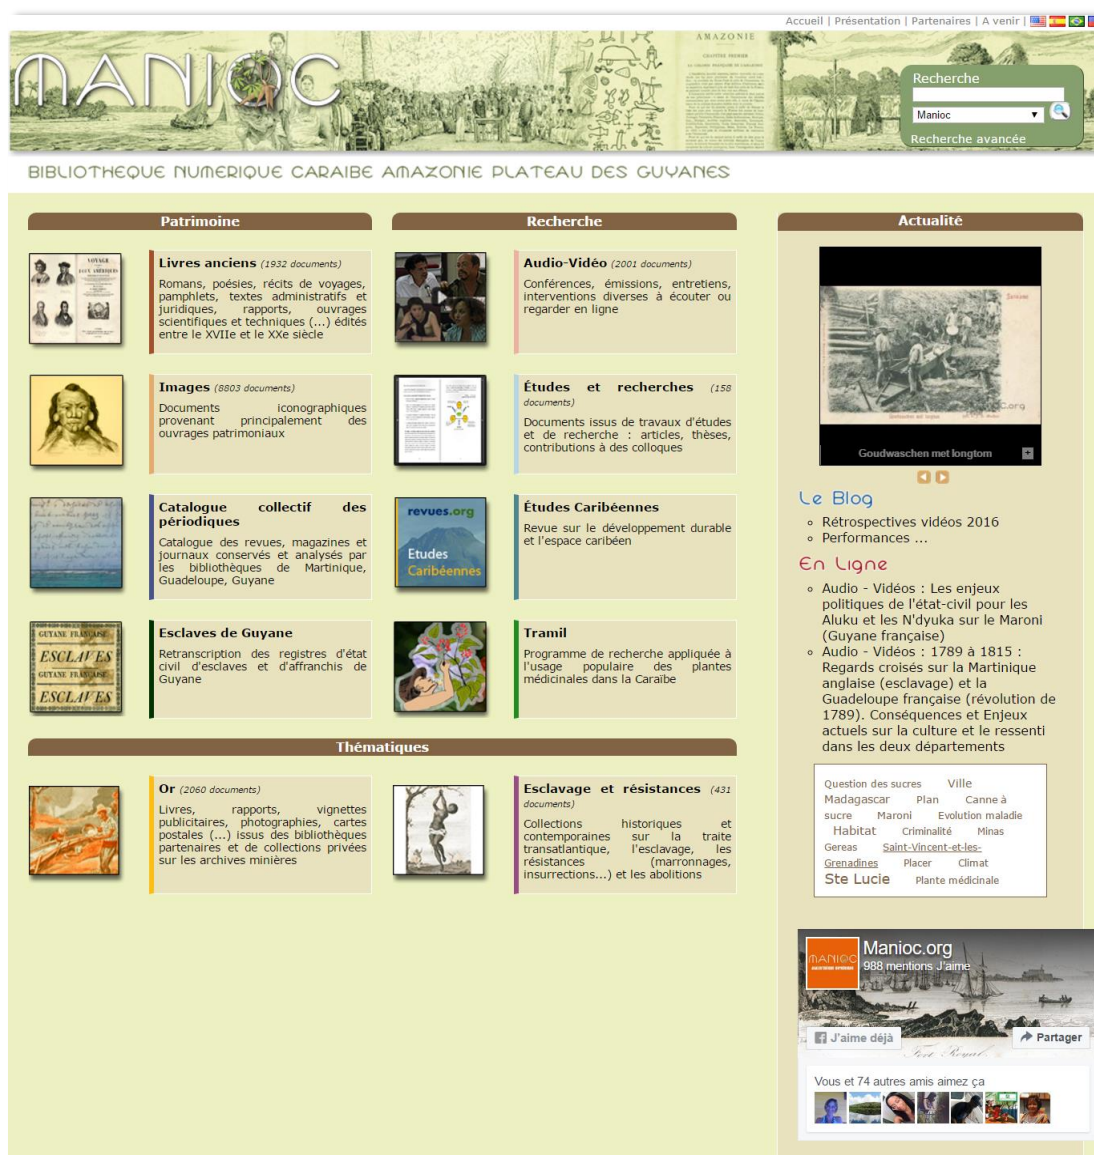 Accueil | Présentation | Partenaires | A venir |
MANIOC
AMAZONIE
Recherche
Manioc
Recherche avancée
BIBLIOTHEQUE NUMERIQUE CARAIBE AMAZONIE PLATEAU DES GUYANES
Patrimoine
Livres anciens (1932 documents)
Romans, poésies, récits de voyages,
pamphlets, textes administratifs et
juridiques, rapports, ouvrages
scientifiques et techniques (...) édités
entre le XVIIe et le XXe siècle
Images (8803 documents)
Documents iconographiques
provenant principalement des
ouvrages patrimoniaux
Catalogue collectif des
périodiques
Catalogue des revues, magazines et
journaux conservés et analysés par
les bibliothèques de Martinique,
Guadeloupe, Guyane
GUYANE FRANÇAISE
ESCLAVES
GUYANE FRANÇAISE
ESCLAVES
Esclaves de Guyane
Retranscription des registres d'état
civil d'esclaves et d'affranchis de
Guyane
Recherche
Audio-Vidéo (2001 documents)
Conférences, émissions, entretiens,
interventions diverses à écouter ou
regarder en ligne
Études et recherches (158
documents)
Documents issus de travaux d'études
et de recherche : articles, thèses,
contributions à des colloques
revues.org
Etudes
Caribéennes
Études Caribéennes
Revue sur le développement durable
et l'espace caribéen
Tramil
Programme de recherche appliquée à
l'usage populaire des plantes
médicinales dans la Caraïbe
Thématiques
Or (2060 documents)
Livres, rapports, vignettes
publicitaires, photographies, cartes
postales (...) issus des bibliothèques
partenaires et de collections privées
sur les archives minières
Esclavage et résistances (431
documents)
Collections historiques et
contemporaines sur la traite
transatlantique, l'esclavage, les
résistances (marronnages,
insurrections...) et les abolitions
Actualité
Goudwaschen met longtom
Le Blog
Rétrospectives vidéos 2016
Performances ...
En Ligne
Audio - Vidéos : Les enjeux
politiques de l'état-civil pour les
Aluku et les N'dyuka sur le Maroni
(Guyane française)
Audio - Vidéos : 1789 à 1815 :
Regards croisés sur la Martinique
anglaise (esclavage) et la
Guadeloupe française (révolution de
1789). Conséquences et Enjeux
actuels sur la culture et le ressenti
dans les deux départements
Question des sucres Ville
Madagascar Plan Canne à
sucre Maroni Evolution maladie
Habitat Criminalité Minas
Gereas Saint-Vincent-et-les-
Grenadines Placer Climat
Ste Lucie Plante médicinale
MANIOC
Manioc.org
988 mentions J'aime
J'aime déjà
Partager
Fort Royal
Vous et 74 autres amis aimez ça